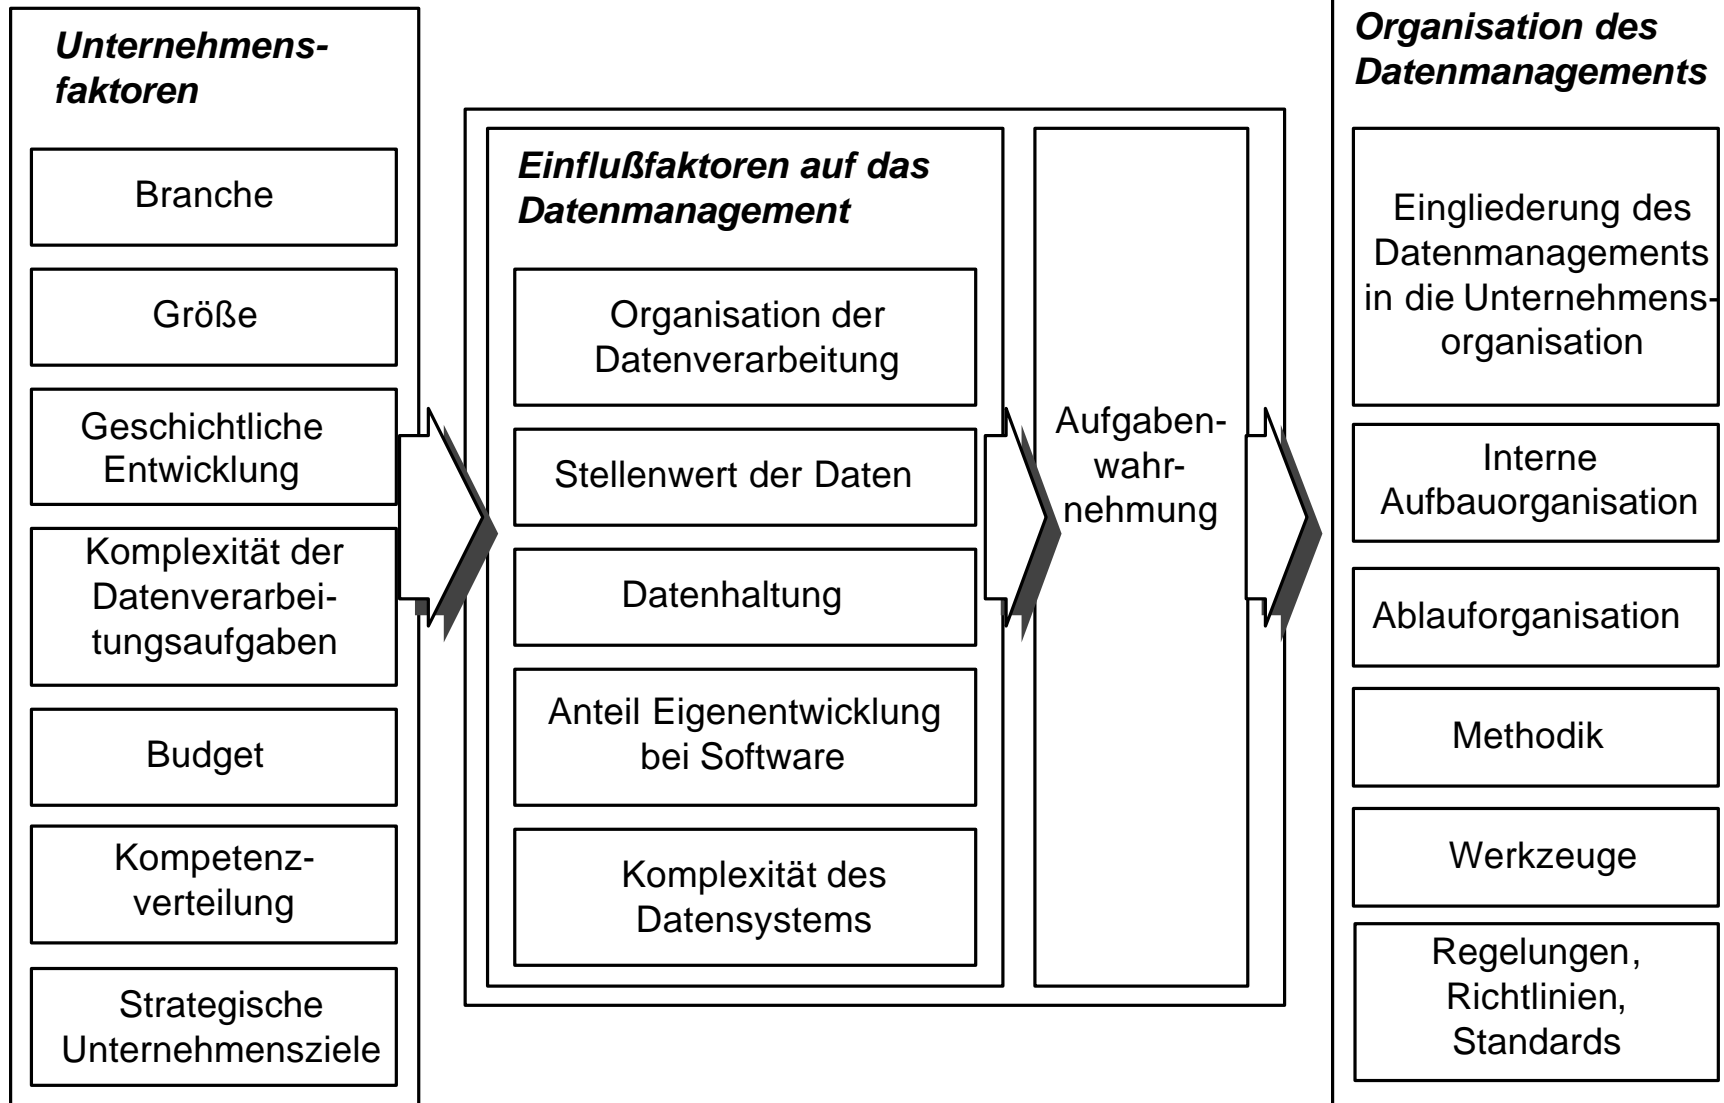 Unternehmens-
faktoren
Branche
Größe
Geschichtliche
Entwicklung
Komplexität der
Datenverarbei-
tungsaufgaben
Budget
Kompetenz-
verteilung
Strategische
Unternehmensziele
Einflußfaktoren auf das
Datenmanagement
Organisation der
Datenverarbeitung
Stellenwert der Daten
Datenhaltung
Anteil Eigenentwicklung
bei Software
Komplexität des
Datensystems
Aufgaben-
wahr-
nehmung
Organisation des
Datenmanagements
Eingliederung des
Datenmanagements
in die Unternehmens-
organisation
Interne
Aufbauorganisation
Ablauforganisation
Methodik
Werkzeuge
Regelungen,
Richtlinien,
Standards